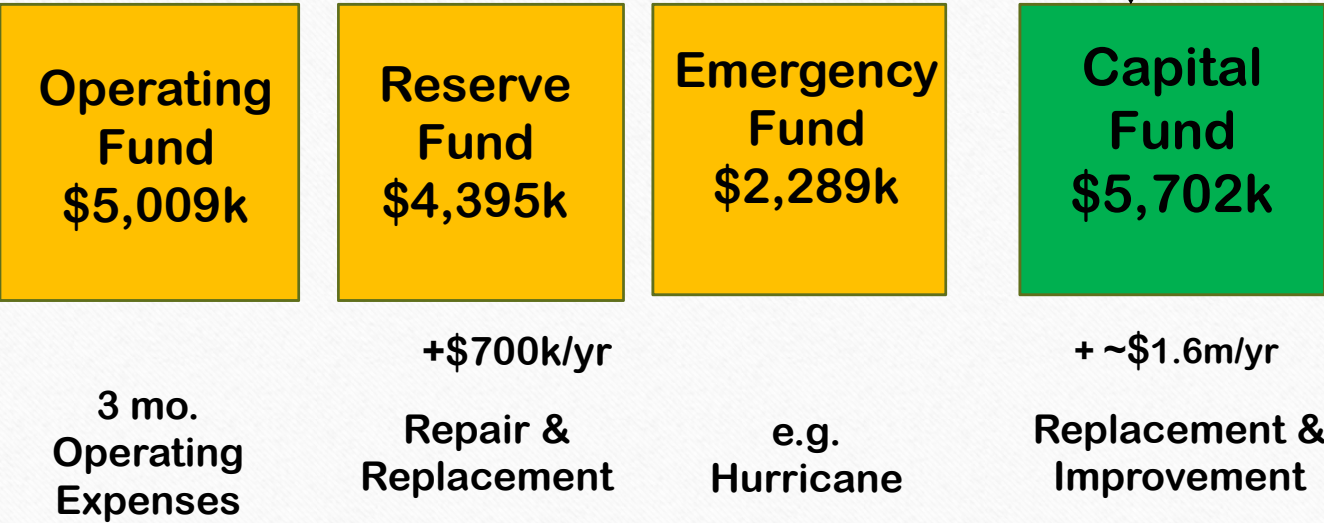 Operating
Fund
$5,009k
Reserve
Fund
$4,395k
Emergency
Fund
$2,289k
Capital
Fund
$5,702k
+$700k/yr
+ ~$1.6m/yr
3 mo.
Operating
Expenses
Repair &
Replacement
e.g.
Hurricane
Replacement &
Improvement